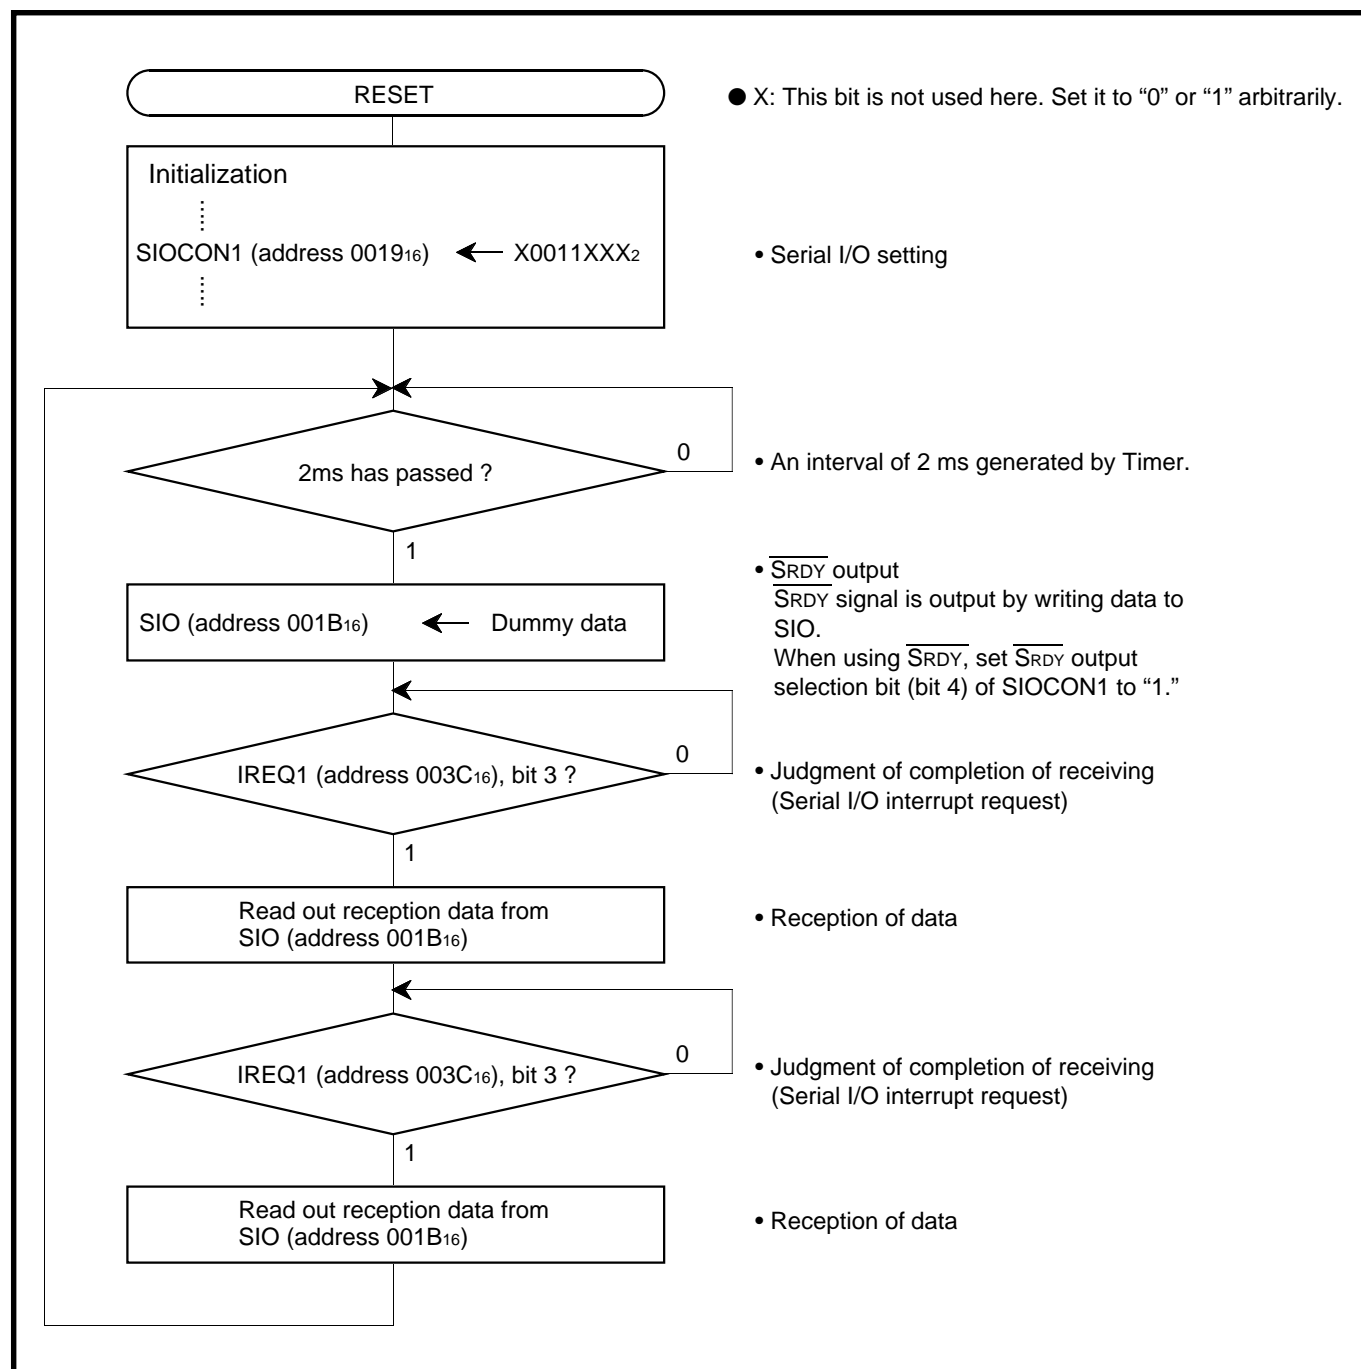 RESET
● X: This bit is not used here. Set it to “0” or “1” arbitrarily.
Initialization
SIOCON1 (address 0019₁₆) ← X0011XXX₂
• Serial I/O setting
2ms has passed ?
0
• An interval of 2 ms generated by Timer.
1
SIO (address 001B₁₆) ← Dummy data
• S̅R̅D̅Y̅ output
S̅R̅D̅Y̅ signal is output by writing data to
SIO.
When using S̅R̅D̅Y̅, set S̅R̅D̅Y̅ output
selection bit (bit 4) of SIOCON1 to “1.”
IREQ1 (address 003C₁₆), bit 3 ?
0
• Judgment of completion of receiving
(Serial I/O interrupt request)
1
Read out reception data from
SIO (address 001B₁₆)
• Reception of data
IREQ1 (address 003C₁₆), bit 3 ?
0
• Judgment of completion of receiving
(Serial I/O interrupt request)
1
Read out reception data from
SIO (address 001B₁₆)
• Reception of data